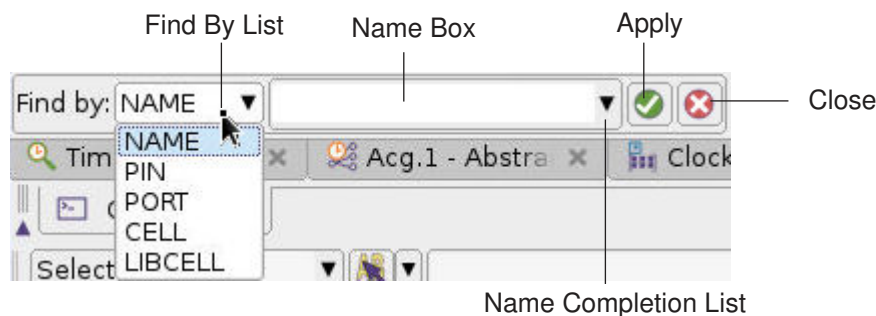 Find By List
Name Box
Apply
Find by: NAME
Close
NAME
Tim
Acg.1 - Abstra
Clock
PIN
PORT
CELL
Select
LIBCELL
Name Completion List